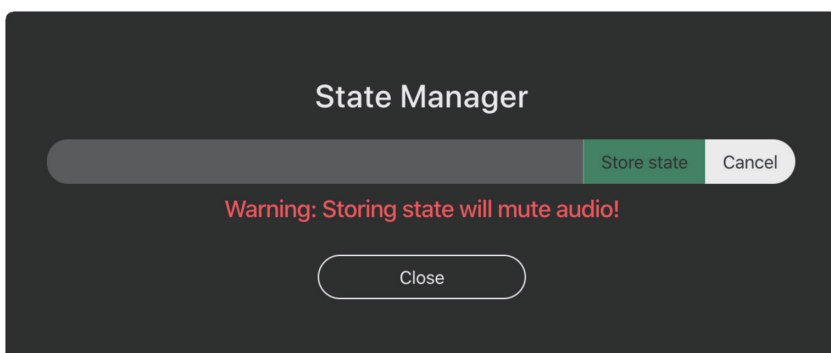 State Manager
Store state Cancel
Warning: Storing state will mute audio!
Close